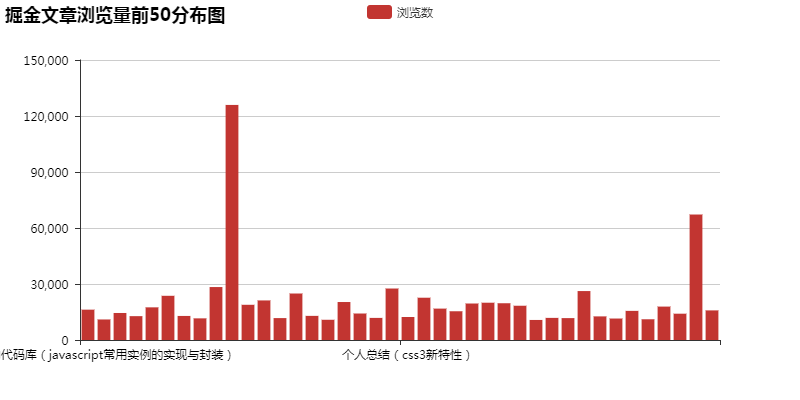 掘金文章浏览量前50分布图
浏览数
150,000
120,000
90,000
60,000
30,000
0
代码库（javascript常用实例的实现与封装）
个人总结（css3新特性）